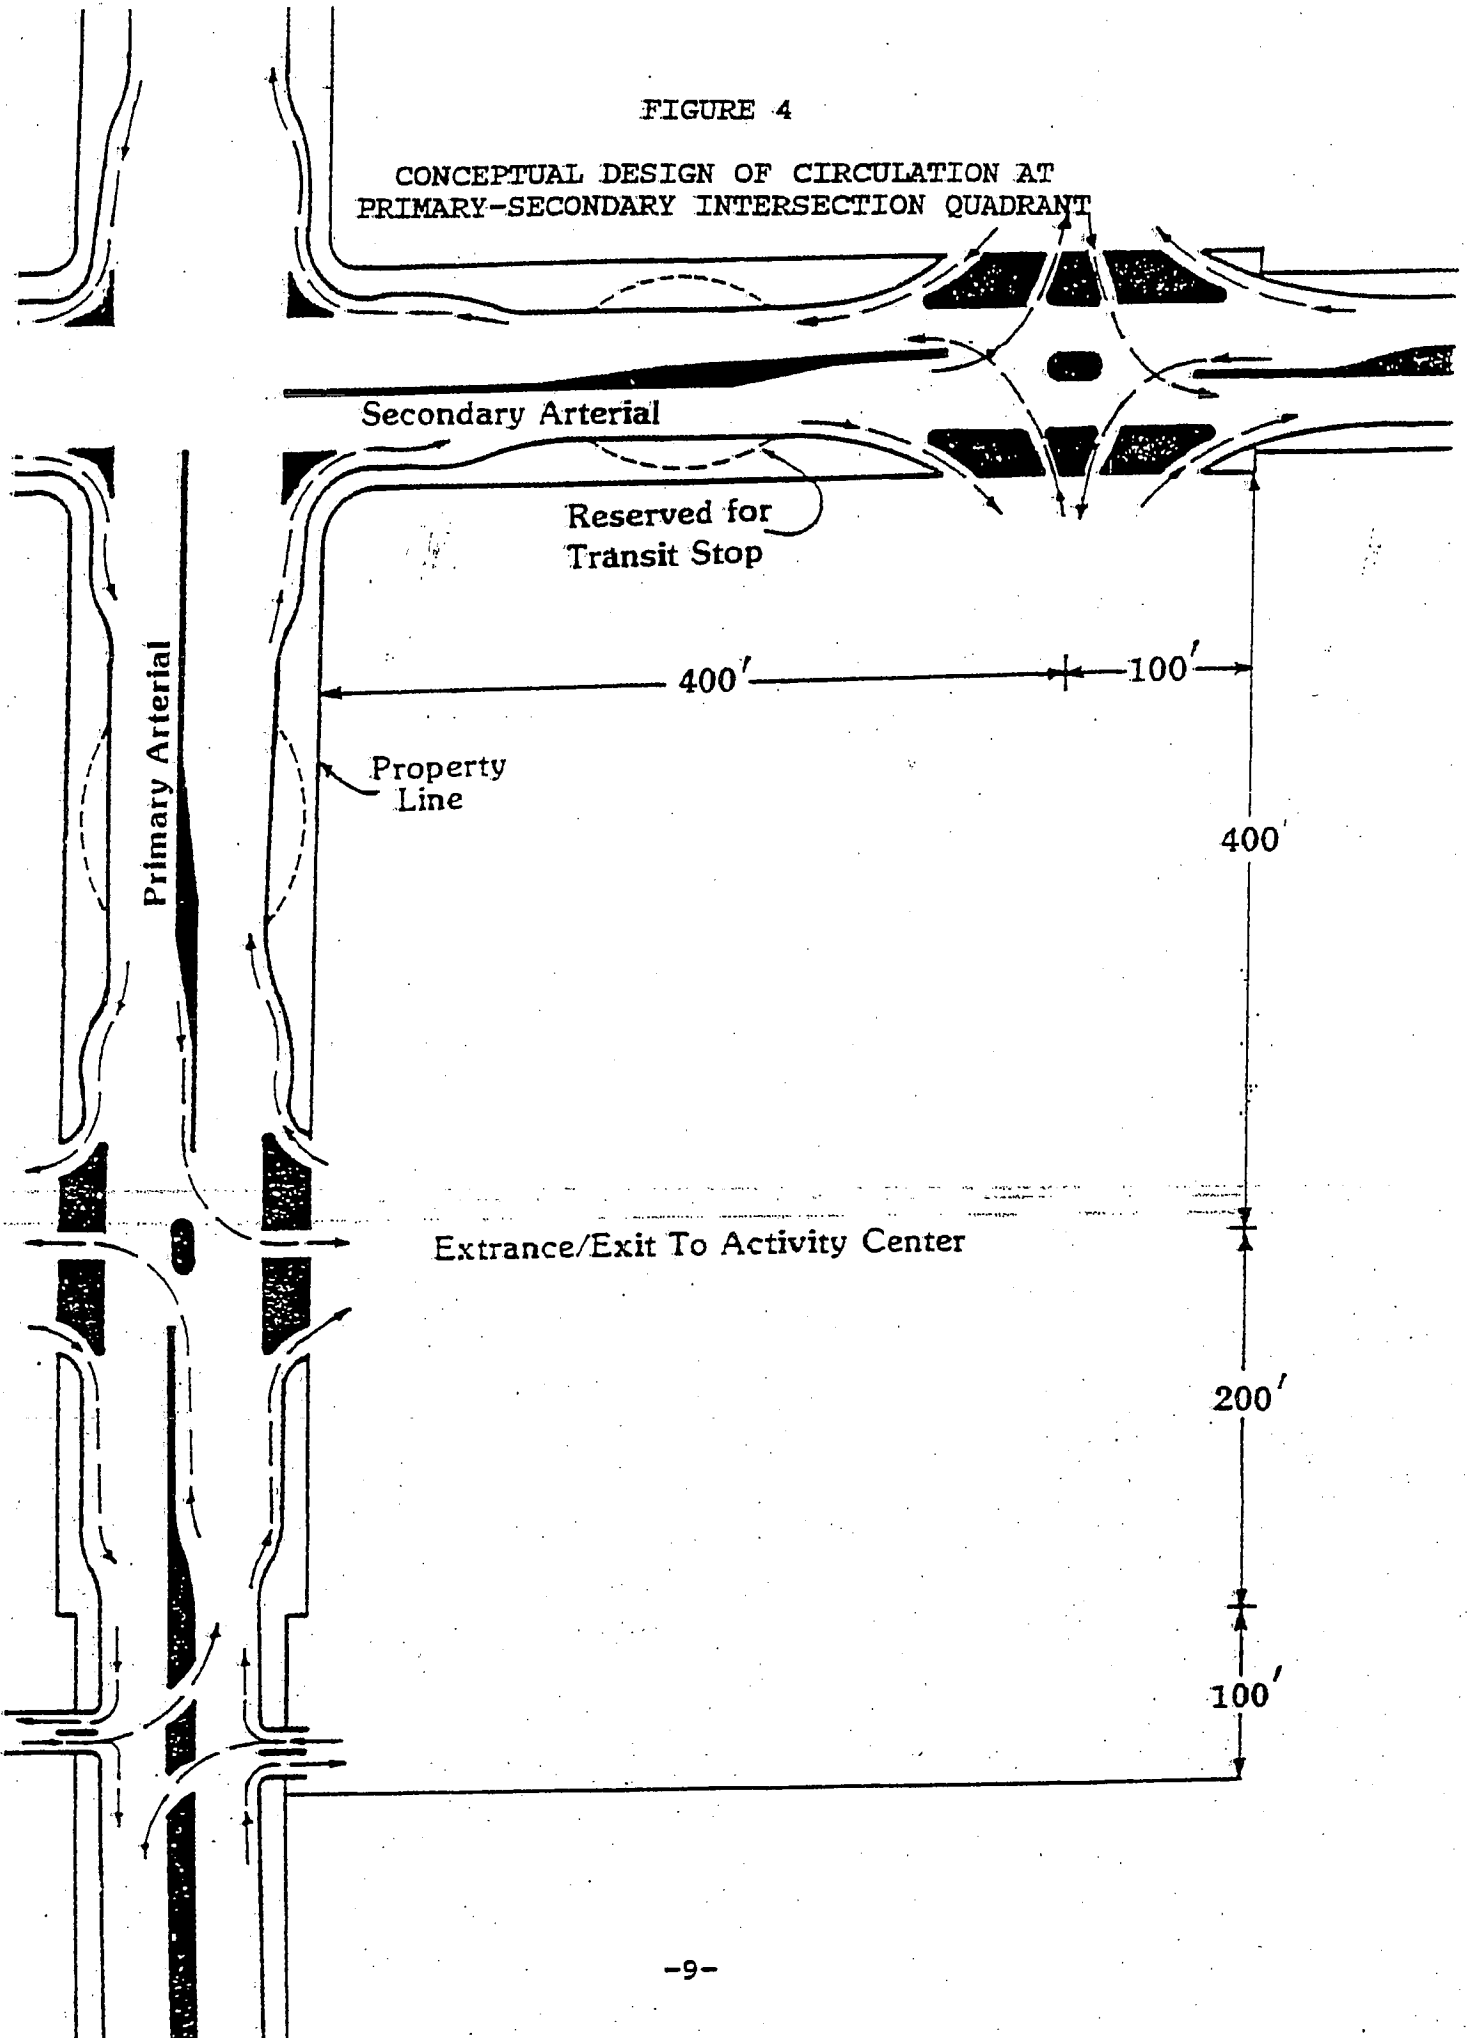 FIGURE 4
CONCEPTUAL DESIGN OF CIRCULATION AT
PRIMARY-SECONDARY INTERSECTION QUADRANT
Secondary Arterial
Reserved for
Transit Stop
400' 100'
Primary Arterial
Property
Line
400'
Extrance/Exit To Activity Center
200'
100'
-9-